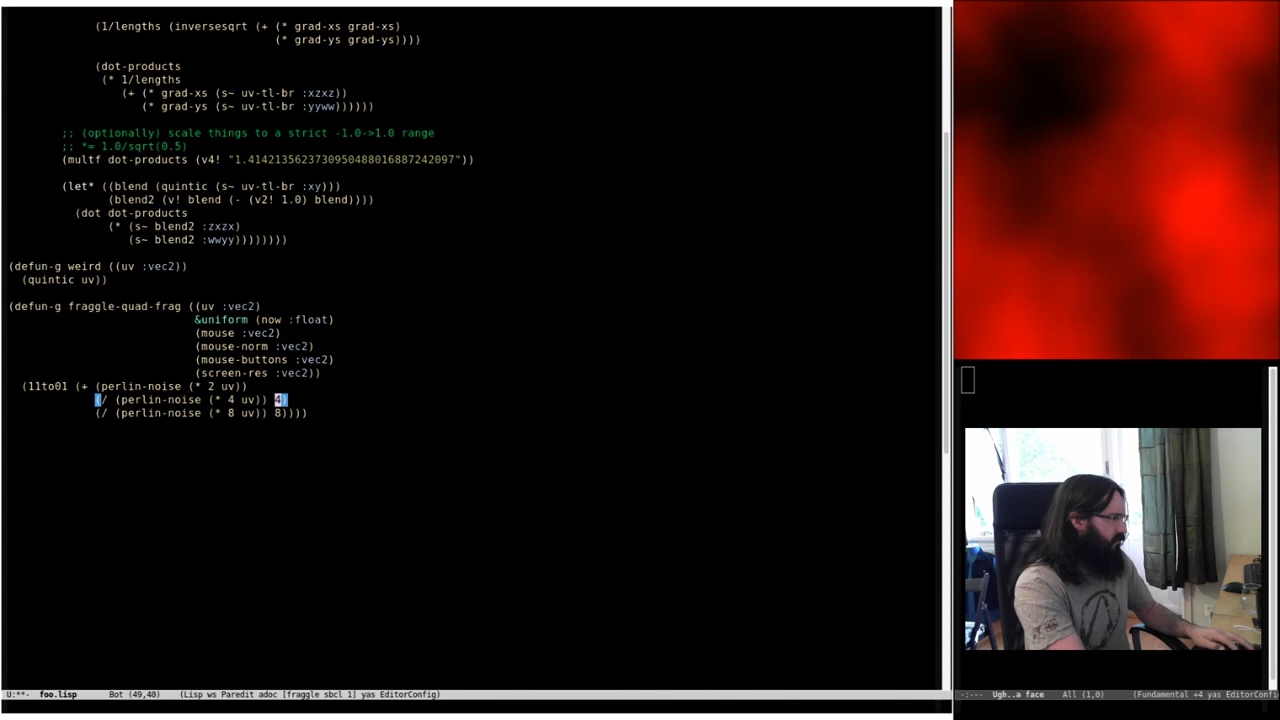 (1/lengths (inversesqrt (+ (* grad-xs grad-xs)
(* grad-ys grad-ys))))
(dot-products
(* 1/lengths
(+ (* grad-xs (s~ uv-tl-br :xzxz))
(* grad-ys (s~ uv-tl-br :yyww))))))
;; (optionally) scale things to a strict -1.0->1.0 range
;; *= 1.0/sqrt(0.5)
(multf dot-products (v4! "1.4142135623730950488016887242097"))
(let* ((blend (quintic (s~ uv-tl-br :xy)))
(blend2 (v! blend (- (v2! 1.0) blend))))
(dot dot-products
(* (s~ blend2 :zxzx)
(s~ blend2 :wwyy))))))))
(defun-g weird ((uv :vec2))
(quintic uv))
(defun-g fraggle-quad-frag ((uv :vec2)
&uniform (now :float)
(mouse :vec2)
(mouse-norm :vec2)
(mouse-buttons :vec2)
(screen-res :vec2))
(11to01 (+ (perlin-noise (* 2 uv))
(/ (perlin-noise (* 4 uv)) 4)
(/ (perlin-noise (* 8 uv)) 8))))
U:**-  foo.lisp      Bot (49,40)    (Lisp ws Paredit adoc [fraggle sbcl 1] yas EditorConfig)
-:---  Ugh..a face    All (1,0)      (Fundamental +4 yas EditorConfi